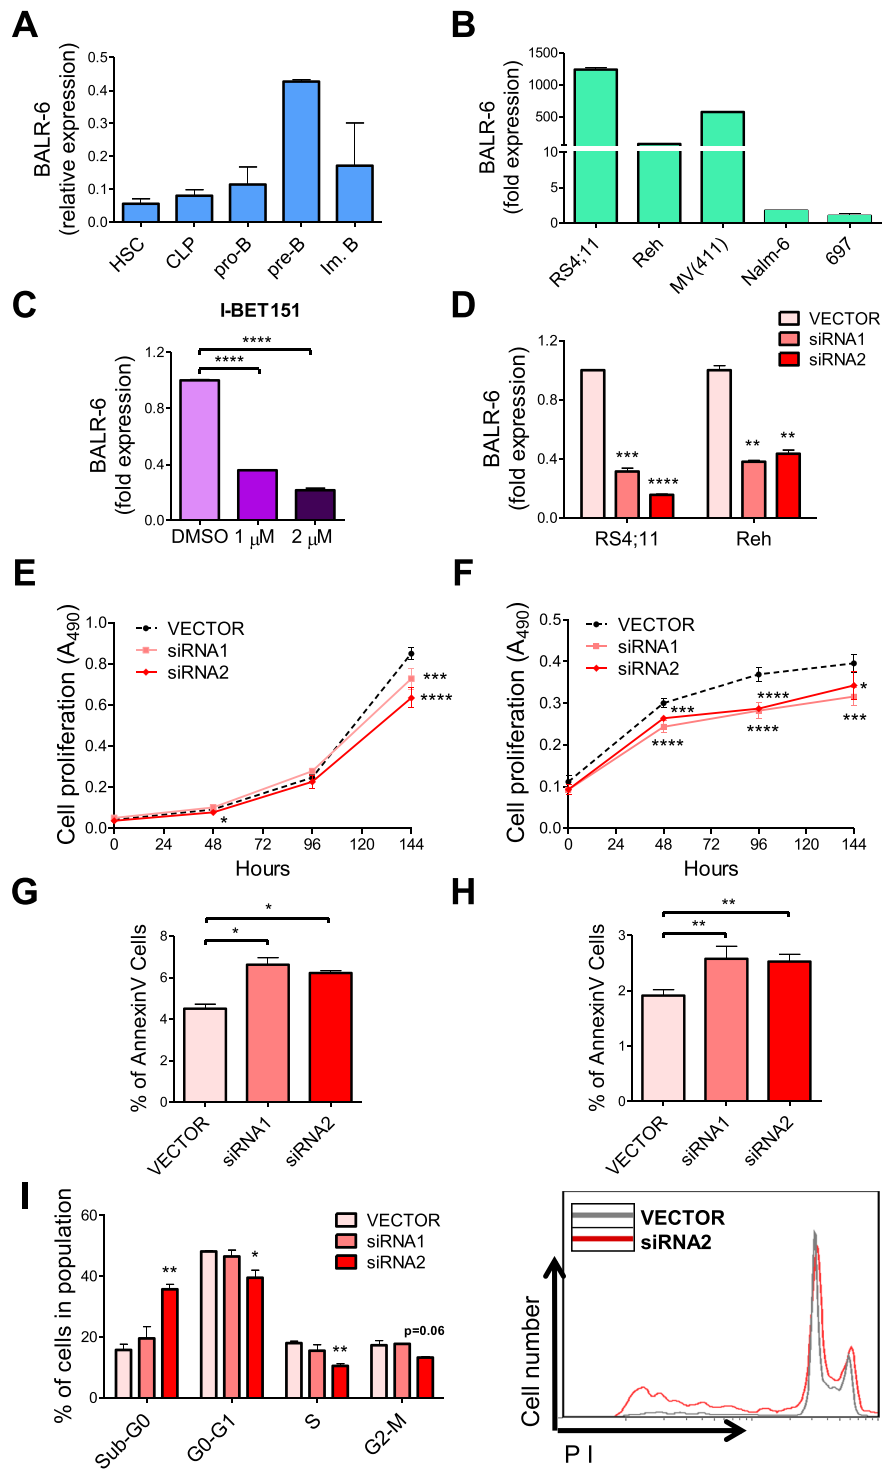 A
BALR-6
(relative expression)
0.5
0.4
0.3
0.2
0.1
0.0
HSC
CLP
pro-B
pre-B
Im. B
B
BALR-6
(fold expression)
1500
1000
500
10
5
0
RS4;11
Reh
MV(411)
Nalm-6
697
C
I-BET151
BALR-6
(fold expression)
1.2
0.8
0.4
0.0
****
****
DMSO
1 µM
2 µM
D
VECTOR
siRNA1
siRNA2
BALR-6
(fold expression)
1.2
0.8
0.4
0.0
***
****
**
**
RS4;11
Reh
E
Cell proliferation (A490)
1.0
0.8
0.6
0.4
0.2
0.0
VECTOR
siRNA1
siRNA2
***
****
*
0
24
48
72
96
120
144
Hours
F
Cell proliferation (A490)
0.5
0.4
0.3
0.2
0.1
VECTOR
siRNA1
siRNA2
***
****
****
****
*
***
0
24
48
72
96
120
144
Hours
G
% of AnnexinV Cells
8
6
4
2
0
*
*
VECTOR
siRNA1
siRNA2
H
% of AnnexinV Cells
3
2
1
0
**
**
VECTOR
siRNA1
siRNA2
I
% of cells in population
60
40
20
0
VECTOR
siRNA1
siRNA2
**
*
**
p=0.06
Sub-G0
G0-G1
S
G2-M
VECTOR
siRNA2
Cell number
P I